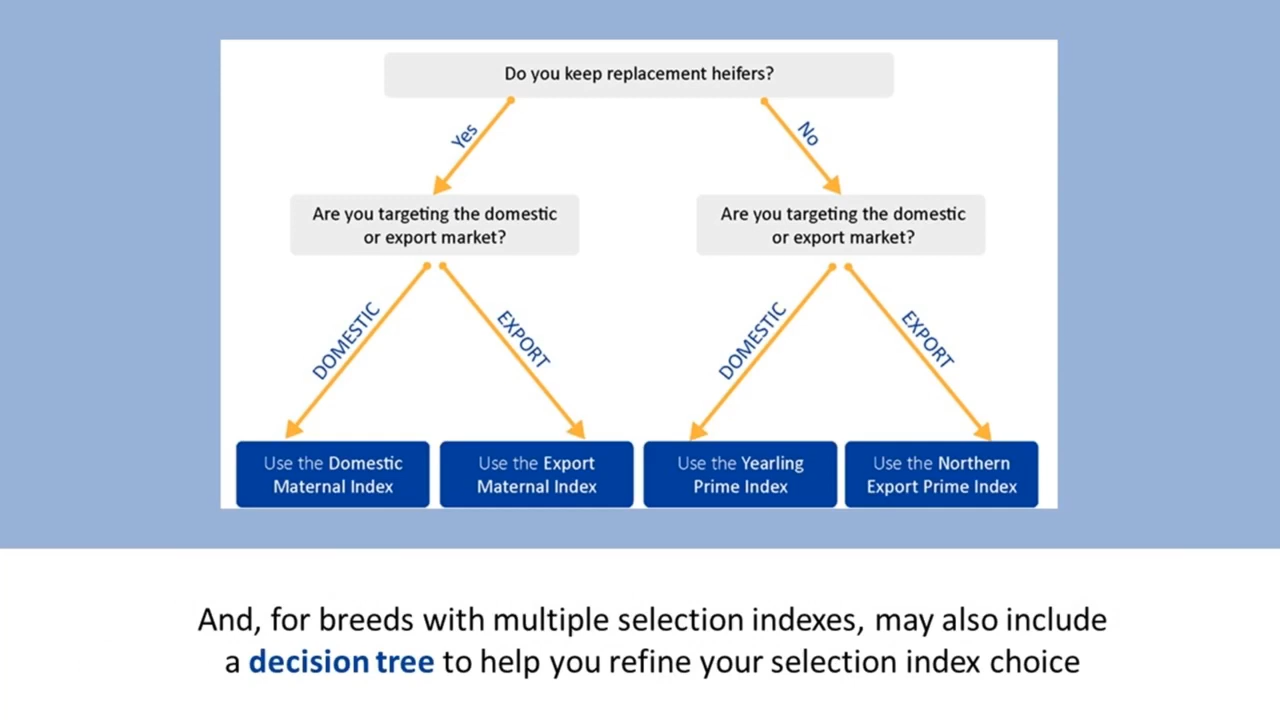 Do you keep replacement heifers?
Yes
No
Are you targeting the domestic
or export market?
Are you targeting the domestic
or export market?
DOMESTIC
EXPORT
DOMESTIC
EXPORT
Use the Domestic
Maternal Index
Use the Export
Maternal Index
Use the Yearling
Prime Index
Use the Northern
Export Prime Index
And, for breeds with multiple selection indexes, may also include
a decision tree to help you refine your selection index choice